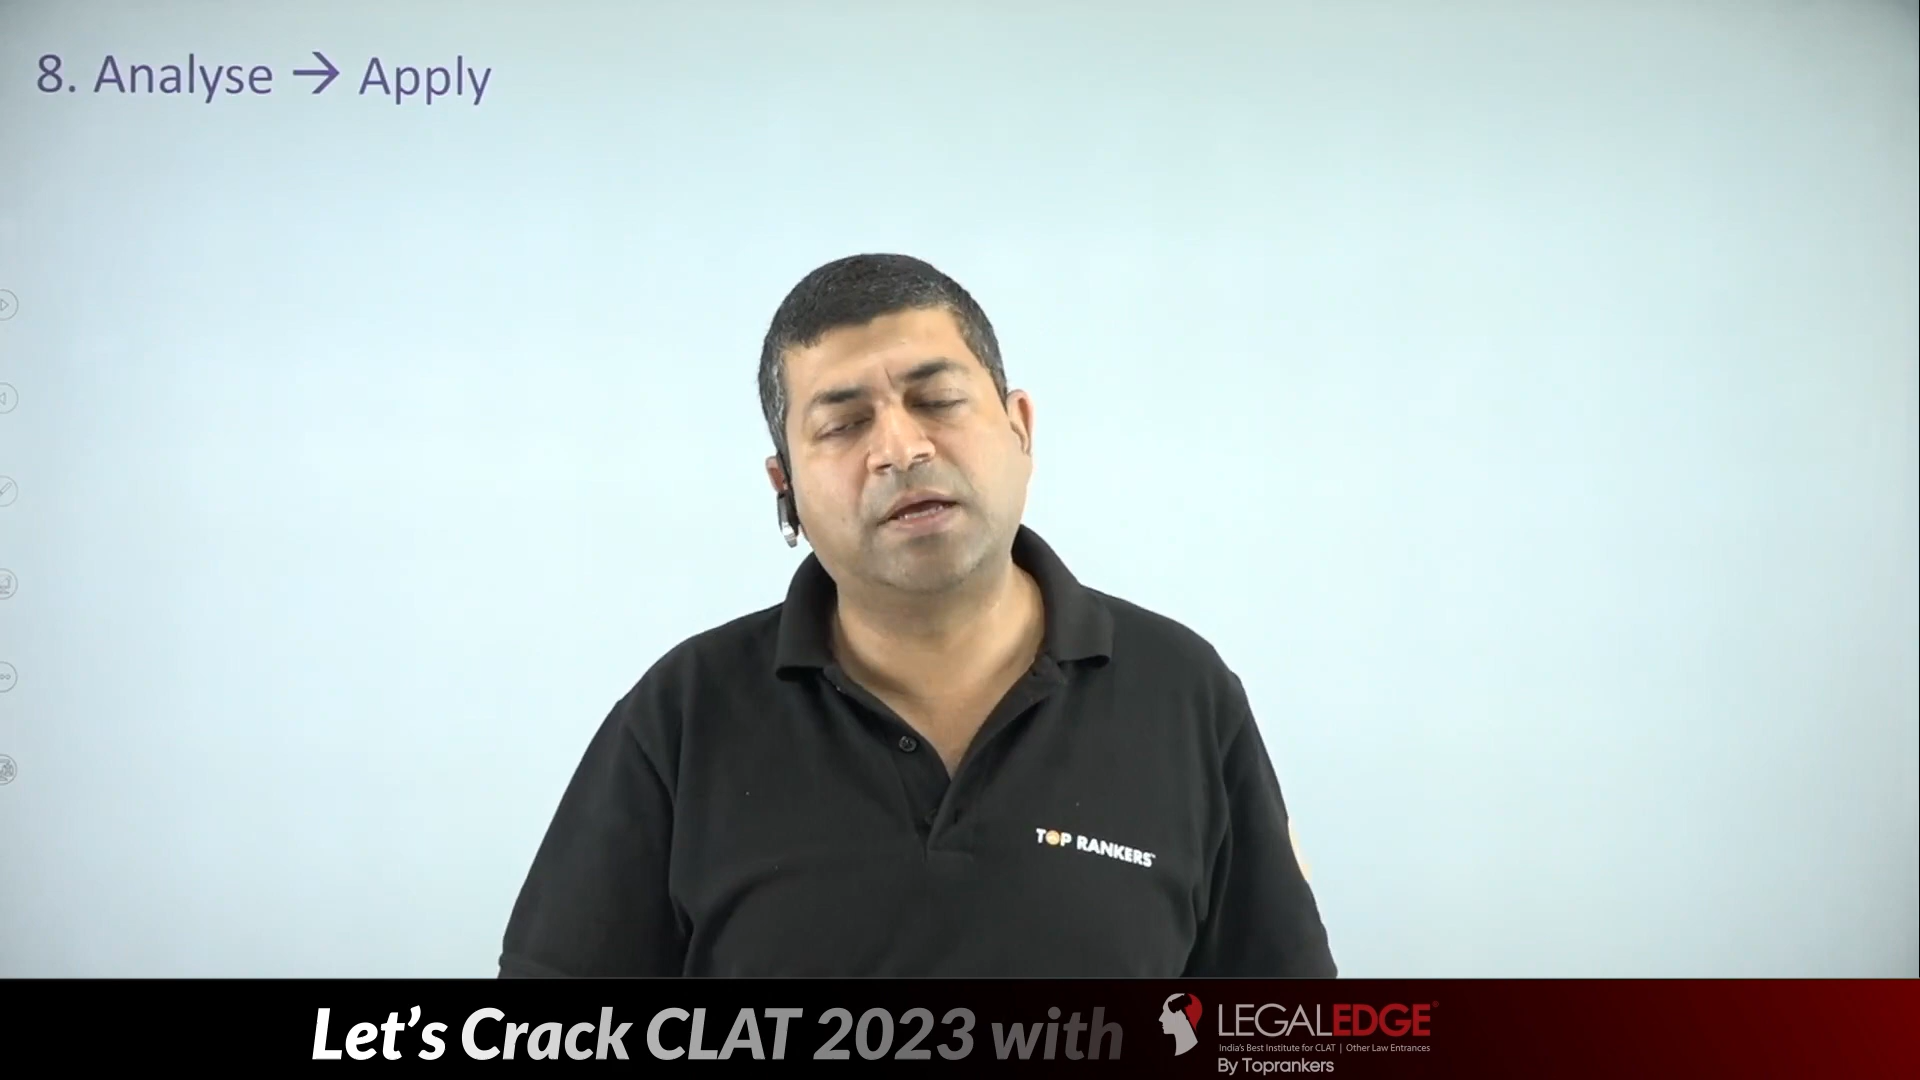 8. Analyse → Apply
TOP RANKERS™
Let's Crack CLAT 2023 with
LEGALEDGE®
India's Best Institute for CLAT | Other Law Entrances
By Toprankers